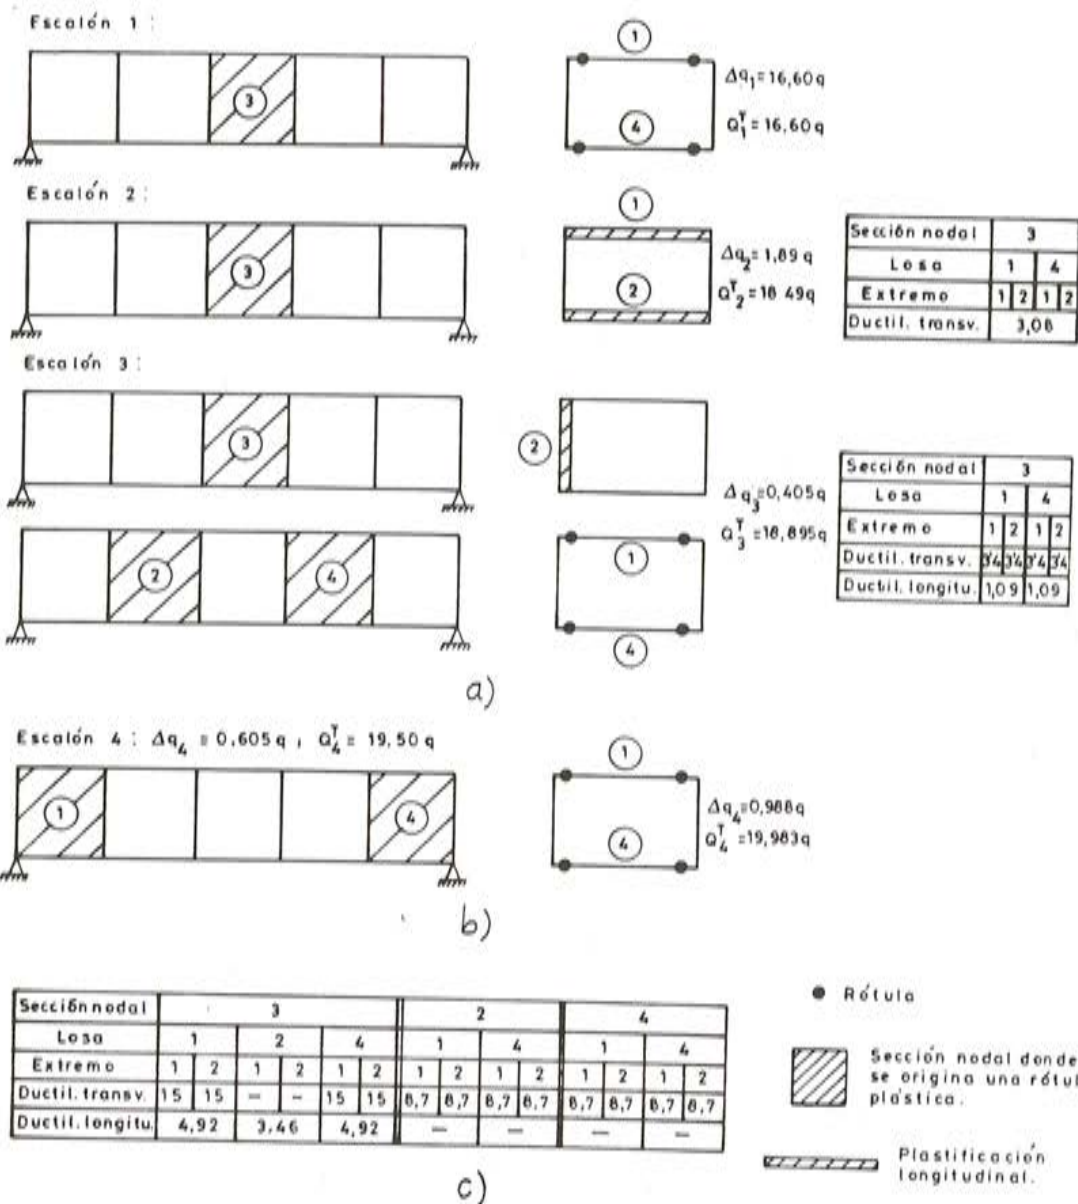 Escalón 1 :
3
1
4
Δq₁= 16,60 q
Q₁ᵀ = 16,60 q
Escalón 2 :
3
1
2
Δq₂= 1,89 q
Qᵀ₂ = 18 49q
Sección nodal 3
Losa 1 4
Extremo 1 2 1 2
Ductil. transv. 3,08
Escalón 3 :
3
2
Δq₃=0,405q
Q₃ᵀ =18,895q
2 4
1
4
Sección nodal 3
Losa 1 4
Extremo 1 2 1 2
Ductil. transv. 3'4 3'4 3'4 3'4
Ductil. longitu. 1,09 1,09
a)
Escalón 4 : Δq₄ = 0,605 q , Q₄ᵀ = 19,50 q
1 4
1
4
Δq₄=0,988q
Q₄ᵀ =19,983q
b)
Sección nodal 3 2 4
Losa 1 2 4 1 4 1 4
Extremo 1 2 1 2 1 2 1 2 1 2 1 2 1 2
Ductil. transv. 15 15 — — 15 15 8,7 8,7 8,7 8,7 8,7 8,7 8,7 8,7
Ductil. longitu. 4,92 3,46 4,92 — — — —
c)
Rótula
Sección nodal donde
se origina una rótul
plástica.
Plastificación
longitudinal.